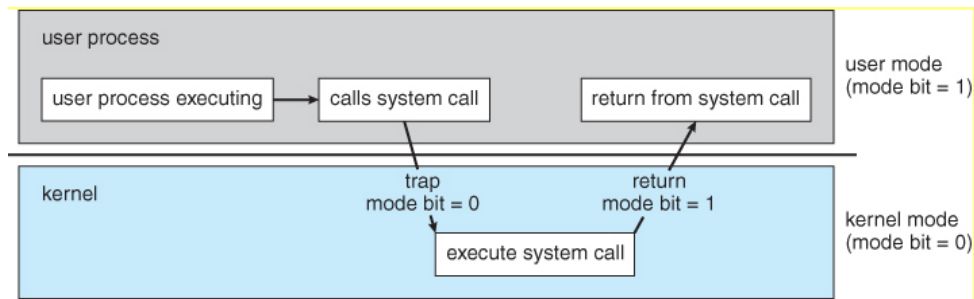 user process
user process executing
calls system call
return from system call
user mode
(mode bit = 1)
kernel
trap
mode bit = 0
return
mode bit = 1
execute system call
kernel mode
(mode bit = 0)